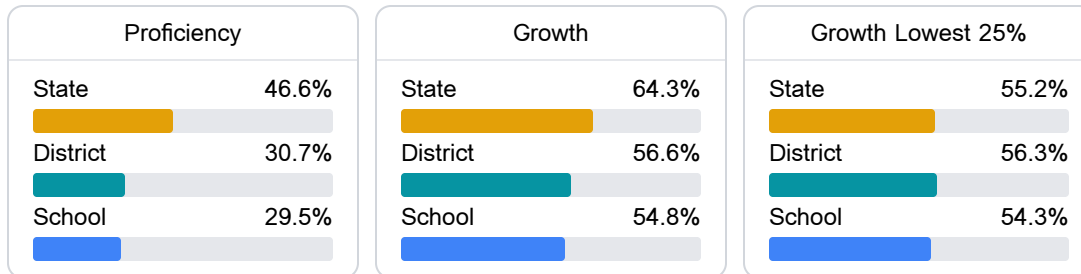 Proficiency
State 46.6%
District 30.7%
School 29.5%
Growth
State 64.3%
District 56.6%
School 54.8%
Growth Lowest 25%
State 55.2%
District 56.3%
School 54.3%